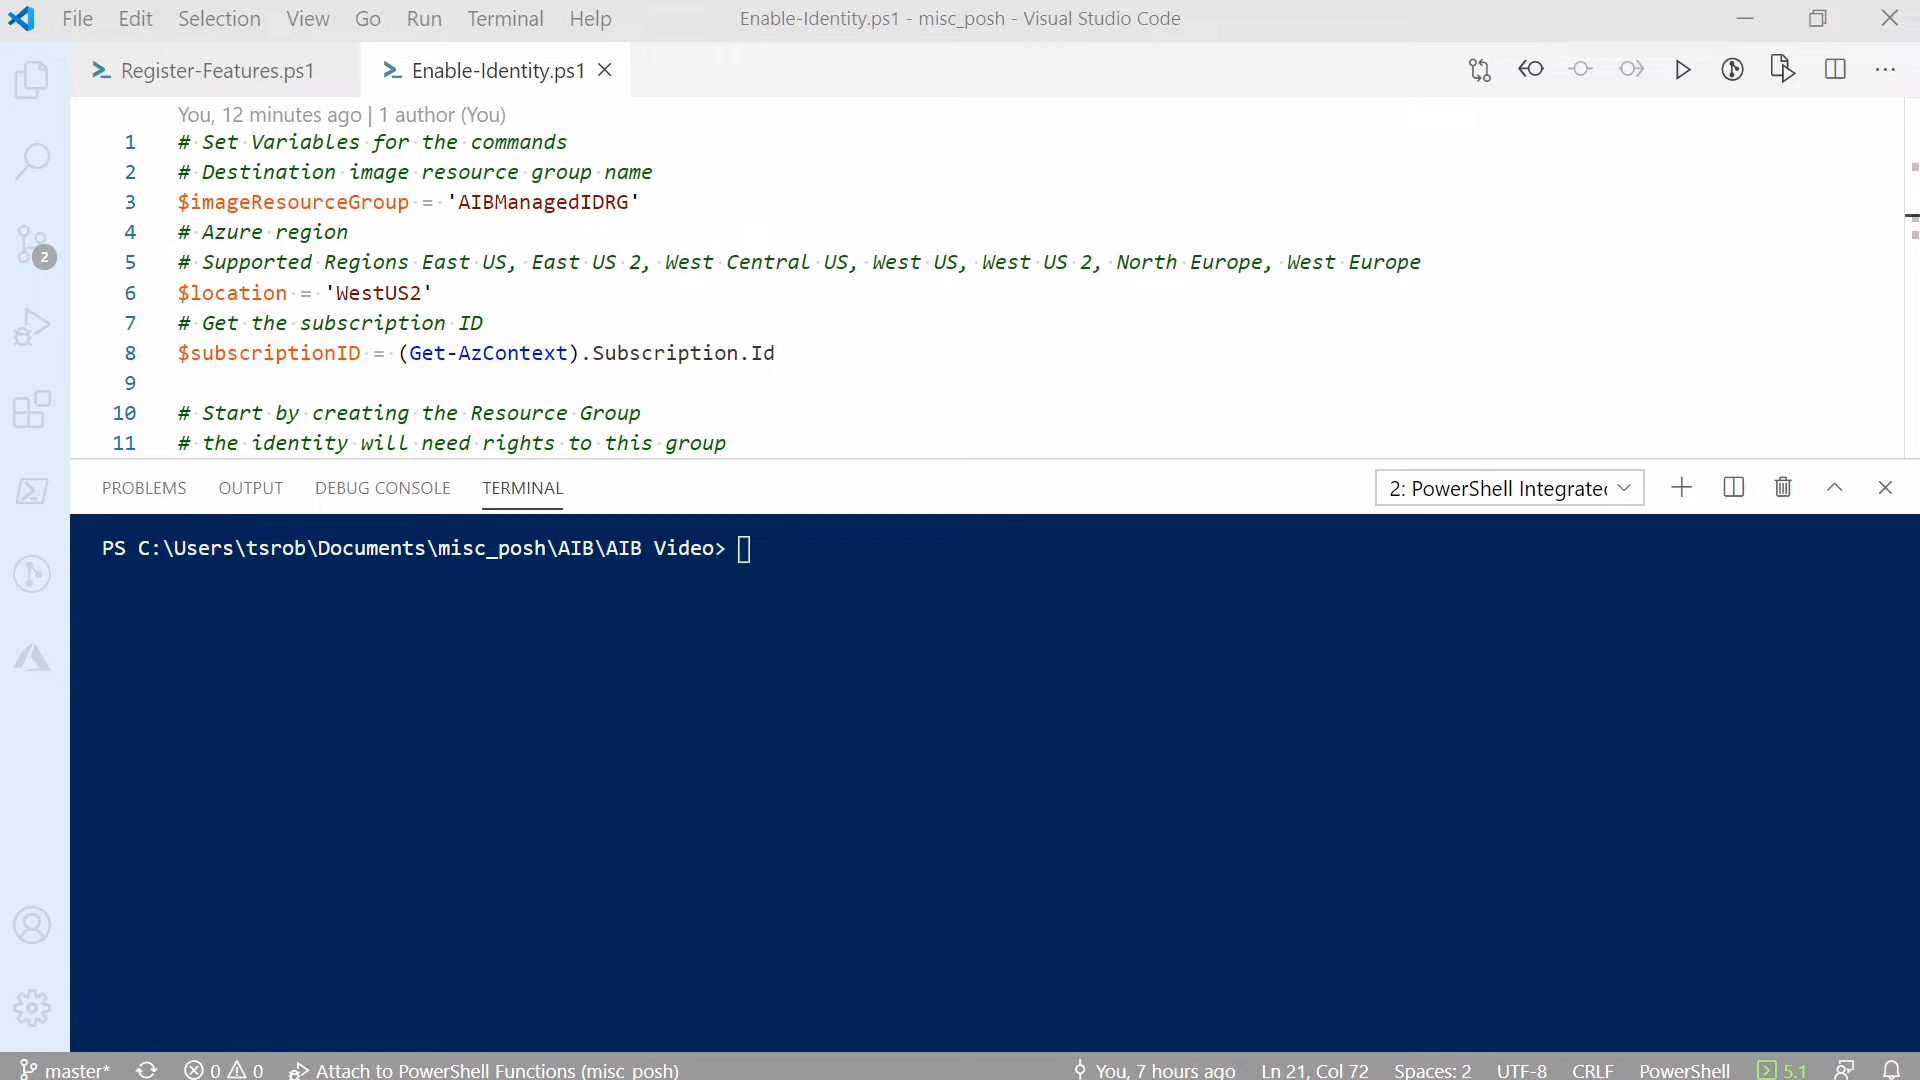 File Edit Selection View Go Run Terminal Help Enable-Identity.ps1 - misc_posh - Visual Studio Code
Register-Features.ps1 Enable-Identity.ps1
You, 12 minutes ago | 1 author (You)
1 # Set Variables for the commands
2 # Destination image resource group name
3 $imageResourceGroup = 'AIBManagedIDRG'
4 # Azure region
5 # Supported Regions East US, East US 2, West Central US, West US, West US 2, North Europe, West Europe
6 $location = 'WestUS2'
7 # Get the subscription ID
8 $subscriptionID = (Get-AzContext).Subscription.Id
9
10 # Start by creating the Resource Group
11 # the identity will need rights to this group
2
PROBLEMS OUTPUT DEBUG CONSOLE TERMINAL 2: PowerShell Integrated
PS C:\Users\tsrob\Documents\misc_posh\AIB\AIB Video>
master* 0 0 Attach to PowerShell Functions (misc_posh) You, 7 hours ago Ln 21, Col 72 Spaces: 2 UTF-8 CRLF PowerShell 5.1